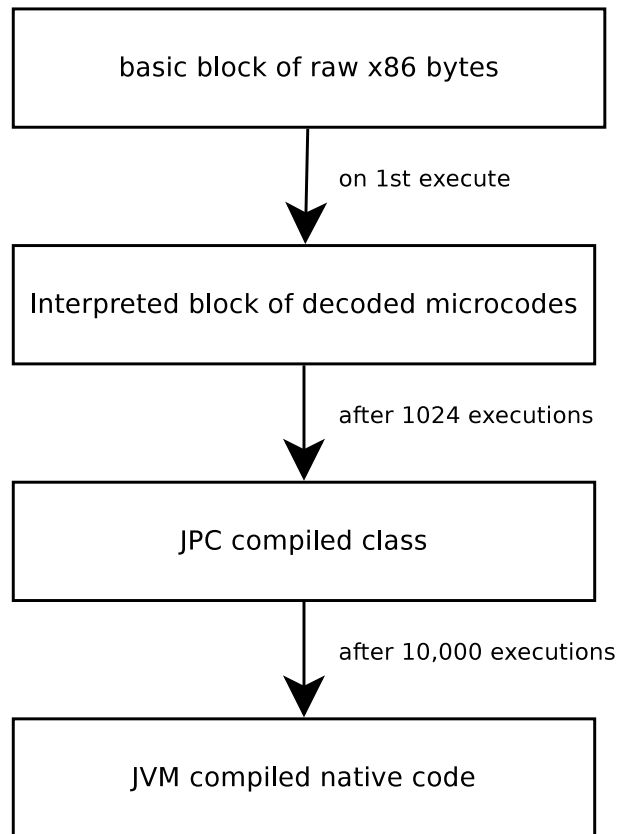 basic block of raw x86 bytes
on 1st execute
Interpreted block of decoded microcodes
after 1024 executions
JPC compiled class
after 10,000 executions
JVM compiled native code